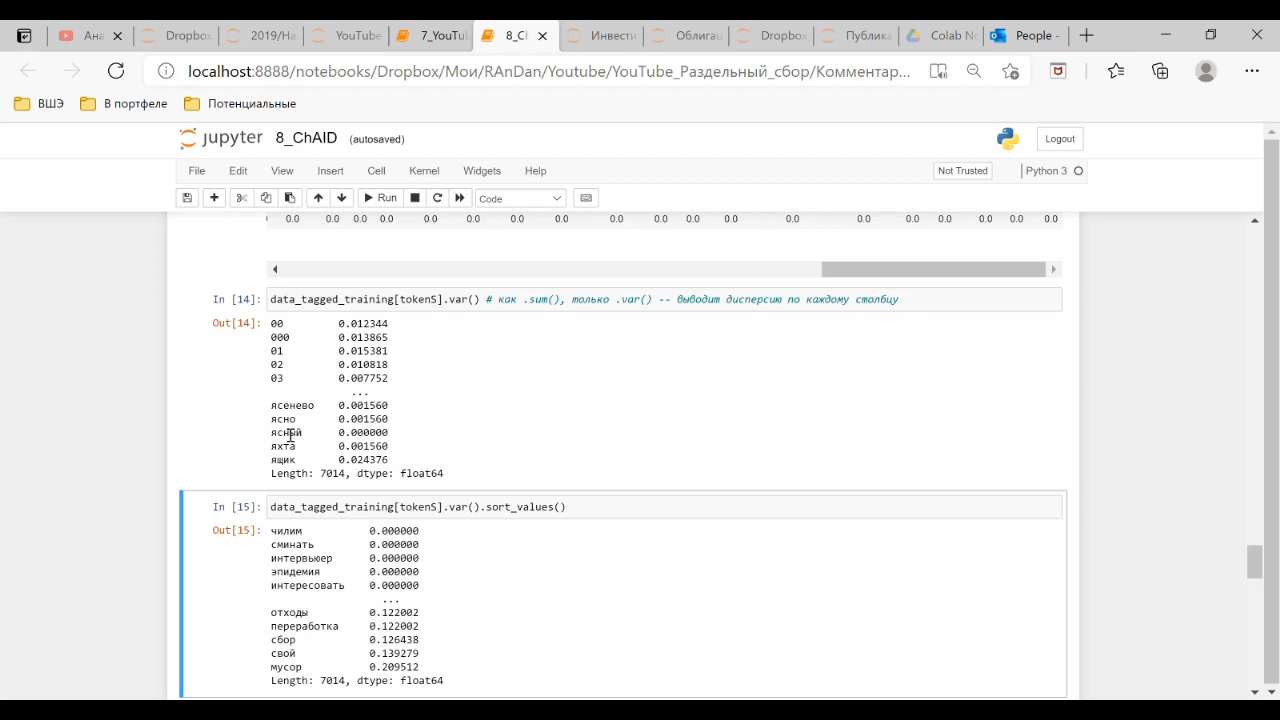 Ана
Dropbox
2019/На
YouTube
7_YouTu
8_Cl
Инвести
Облигац
Dropbox
Публика
Colab No
People -
localhost:8888/notebooks/Dropbox/Мои/RAnDan/Youtube/YouTube_Раздельный_сбор/Комментар...
ВШЭ
В портфеле
Потенциальные
jupyter 8_ChAID (autosaved)
Logout
File Edit View Insert Cell Kernel Widgets Help
Not Trusted
Python 3
Run
Code
0.0 0.0 0.0 0.0 0.0 0.0 0.0 0.0 0.0 0.0 0.0 0.0 0.0 0.0 0.0 0.0
In [14]: data_tagged_training[tokenS].var() # как .sum(), только .var() -- выводит дисперсию по каждому столбцу
Out[14]: 00 0.012344
000 0.013865
01 0.015381
02 0.010818
03 0.007752
...
ясенево 0.001560
ясно 0.001560
ясный 0.000000
яхта 0.001560
ящик 0.024376
Length: 7014, dtype: float64
In [15]: data_tagged_training[tokenS].var().sort_values()
Out[15]: чилим 0.000000
сминать 0.000000
интервьюер 0.000000
эпидемия 0.000000
интересовать 0.000000
...
отходы 0.122002
переработка 0.122002
сбор 0.126438
свой 0.139279
мусор 0.209512
Length: 7014, dtype: float64